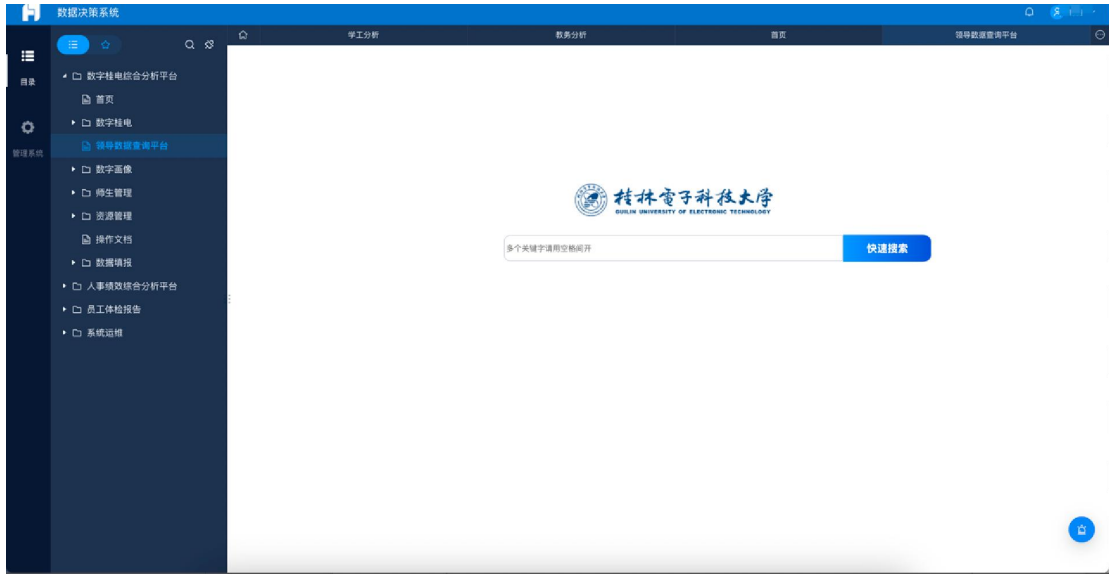 数据决策系统
学工分析
教务分析
首页
领导数据查询平台
目录
管理系统
数字桂电综合分析平台
首页
数字桂电
领导数据查询平台
数字画像
师生管理
资源管理
操作文档
数据填报
人事绩效综合分析平台
员工体检报告
系统运维
桂林电子科技大学
GUILIN UNIVERSITY OF ELECTRONIC TECHNOLOGY
多个关键字请用空格间开
快速搜索